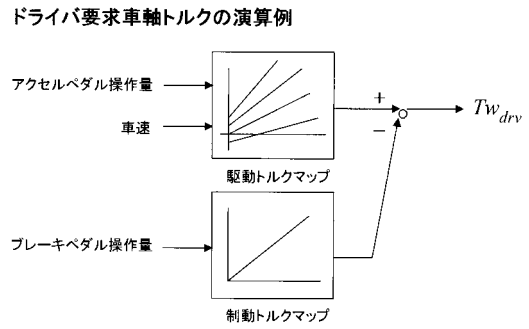 ドライバ要求車軸トルクの演算例
アクセルペダル操作量
車速
+
−
Tw_drv
駆動トルクマップ
ブレーキペダル操作量
制動トルクマップ